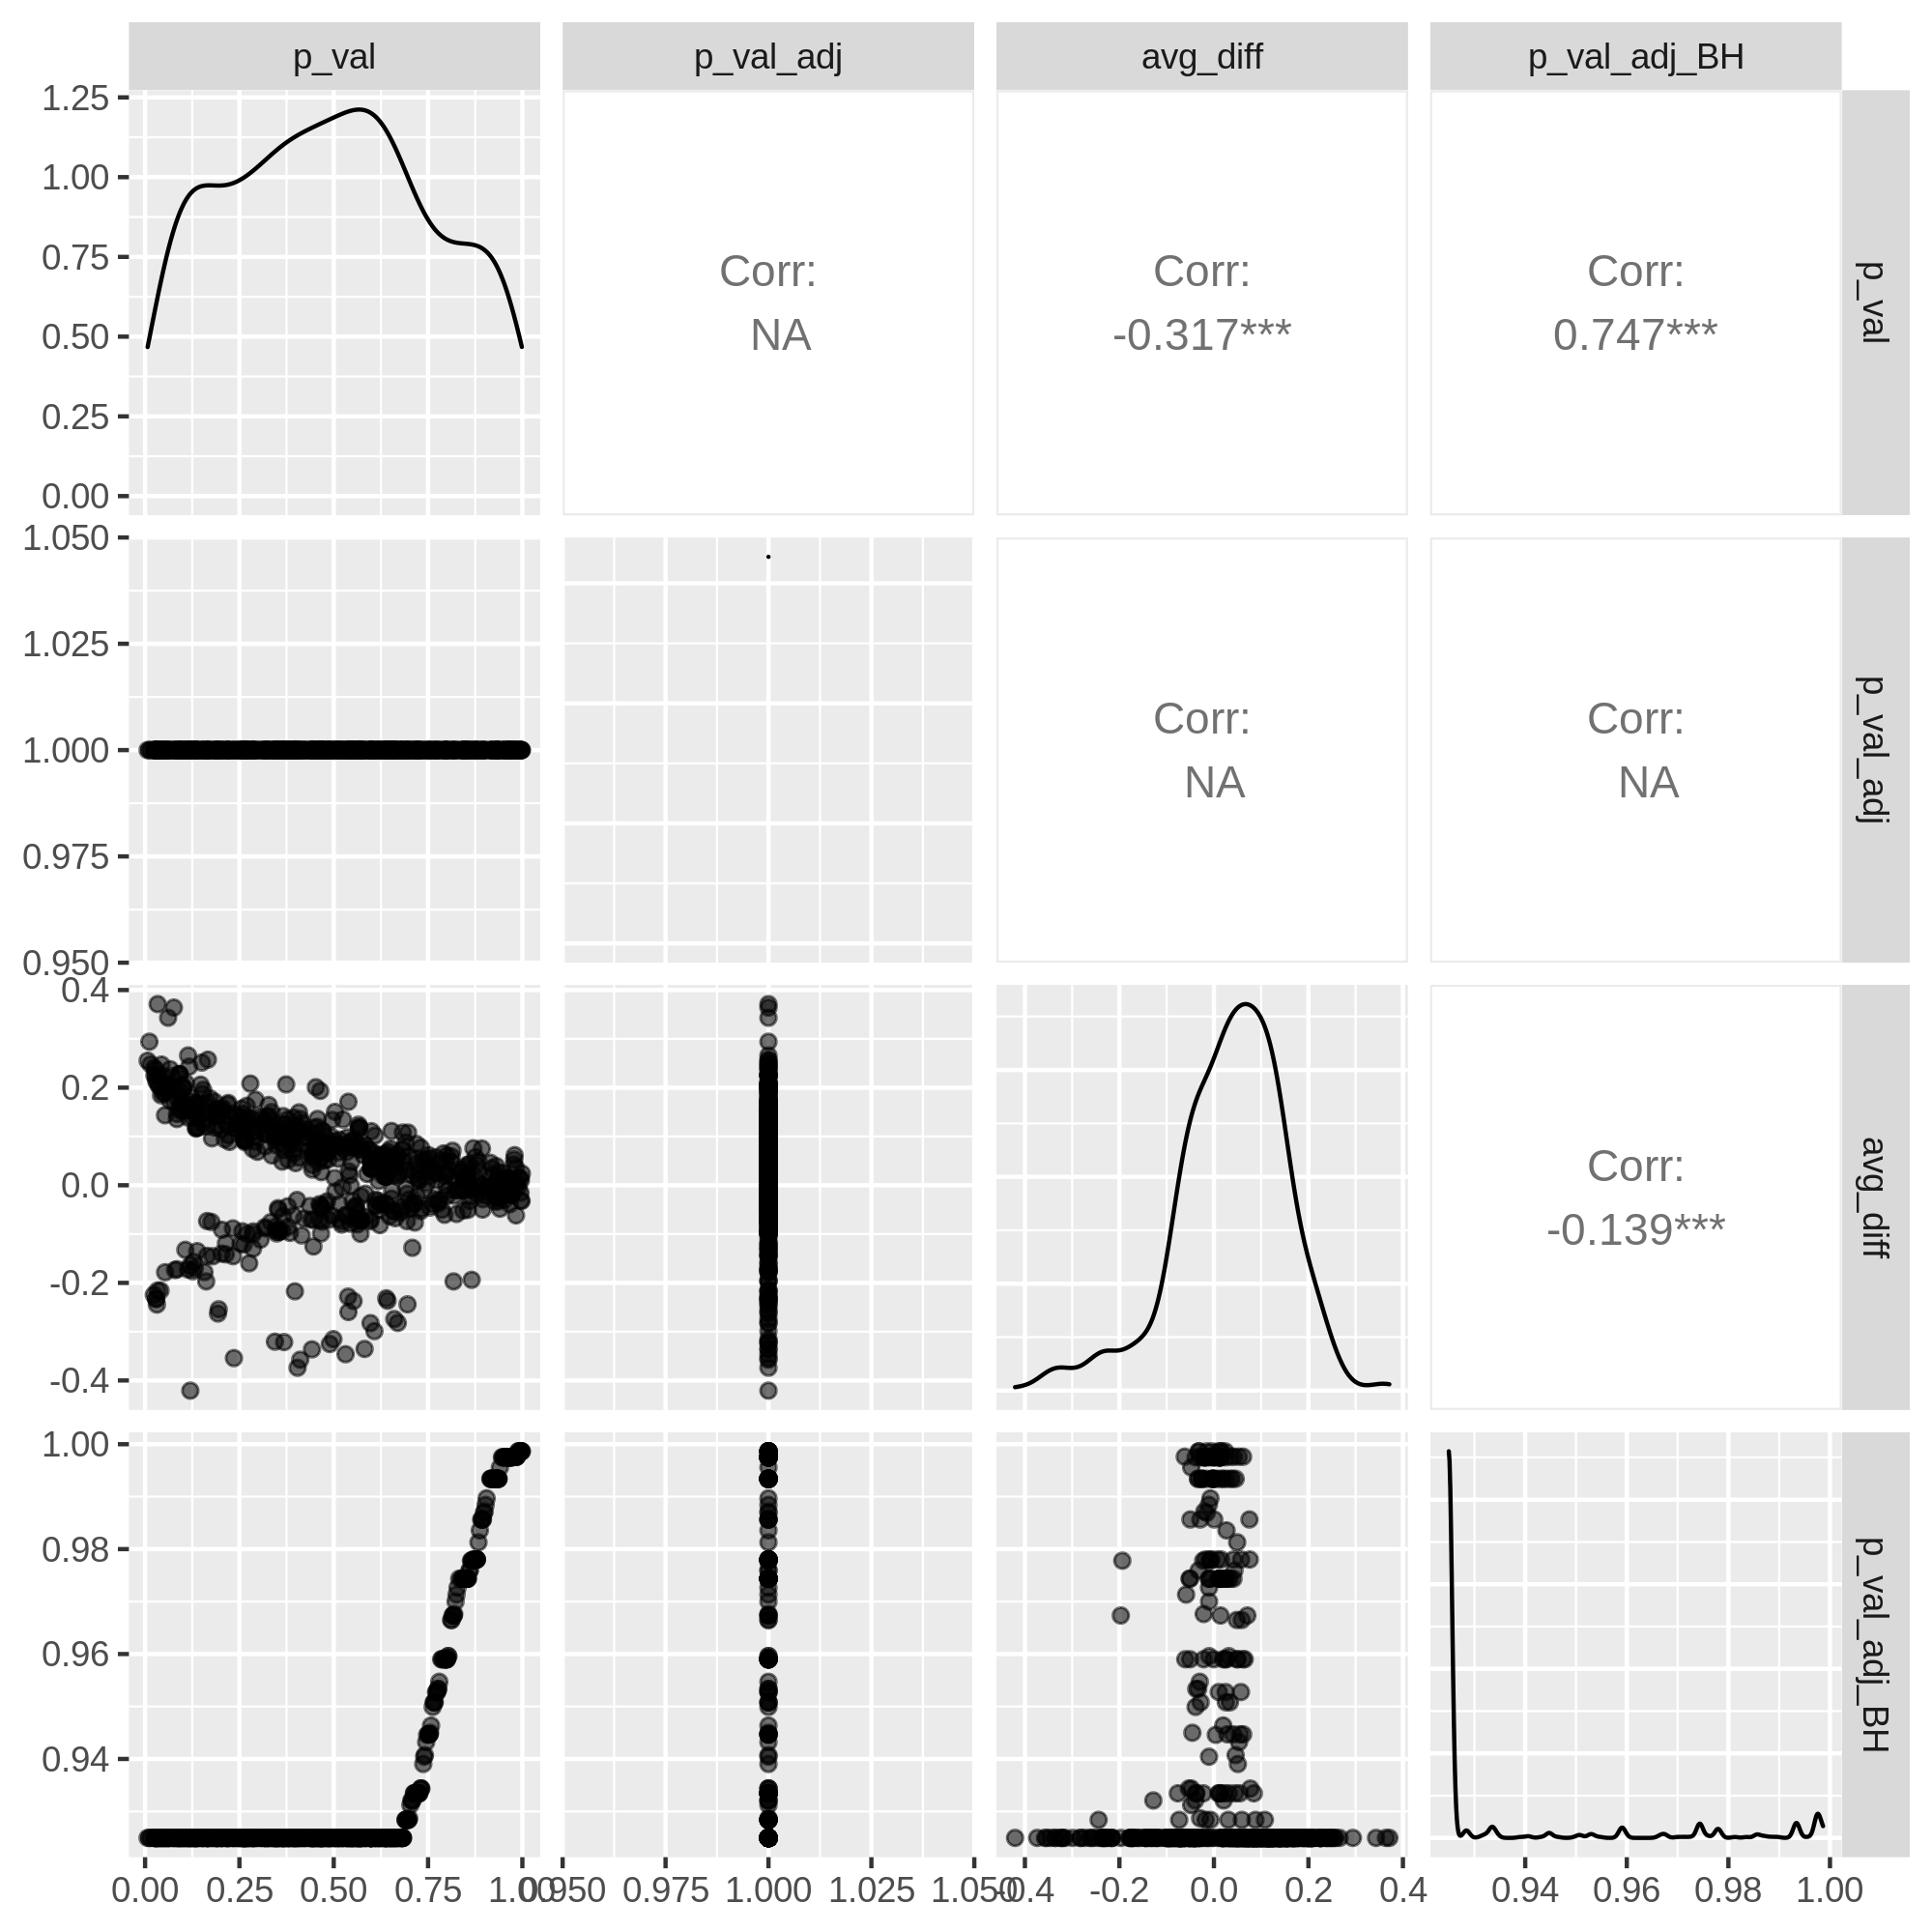 p_val
p_val_adj
avg_diff
p_val_adj_BH
1.25
1.00
0.75
0.50
0.25
0.00
Corr:
NA
Corr:
-0.317***
Corr:
0.747***
p_val
1.050
1.025
1.000
0.975
0.950
Corr:
NA
Corr:
NA
p_val_adj
0.4
0.2
0.0
-0.2
-0.4
Corr:
-0.139***
avg_diff
1.00
0.98
0.96
0.94
p_val_adj_BH
0.00 0.25 0.50 0.75 1.00
0.950 0.975 1.000 1.025 1.050
-0.4 -0.2 0.0 0.2 0.4
0.94 0.96 0.98 1.00